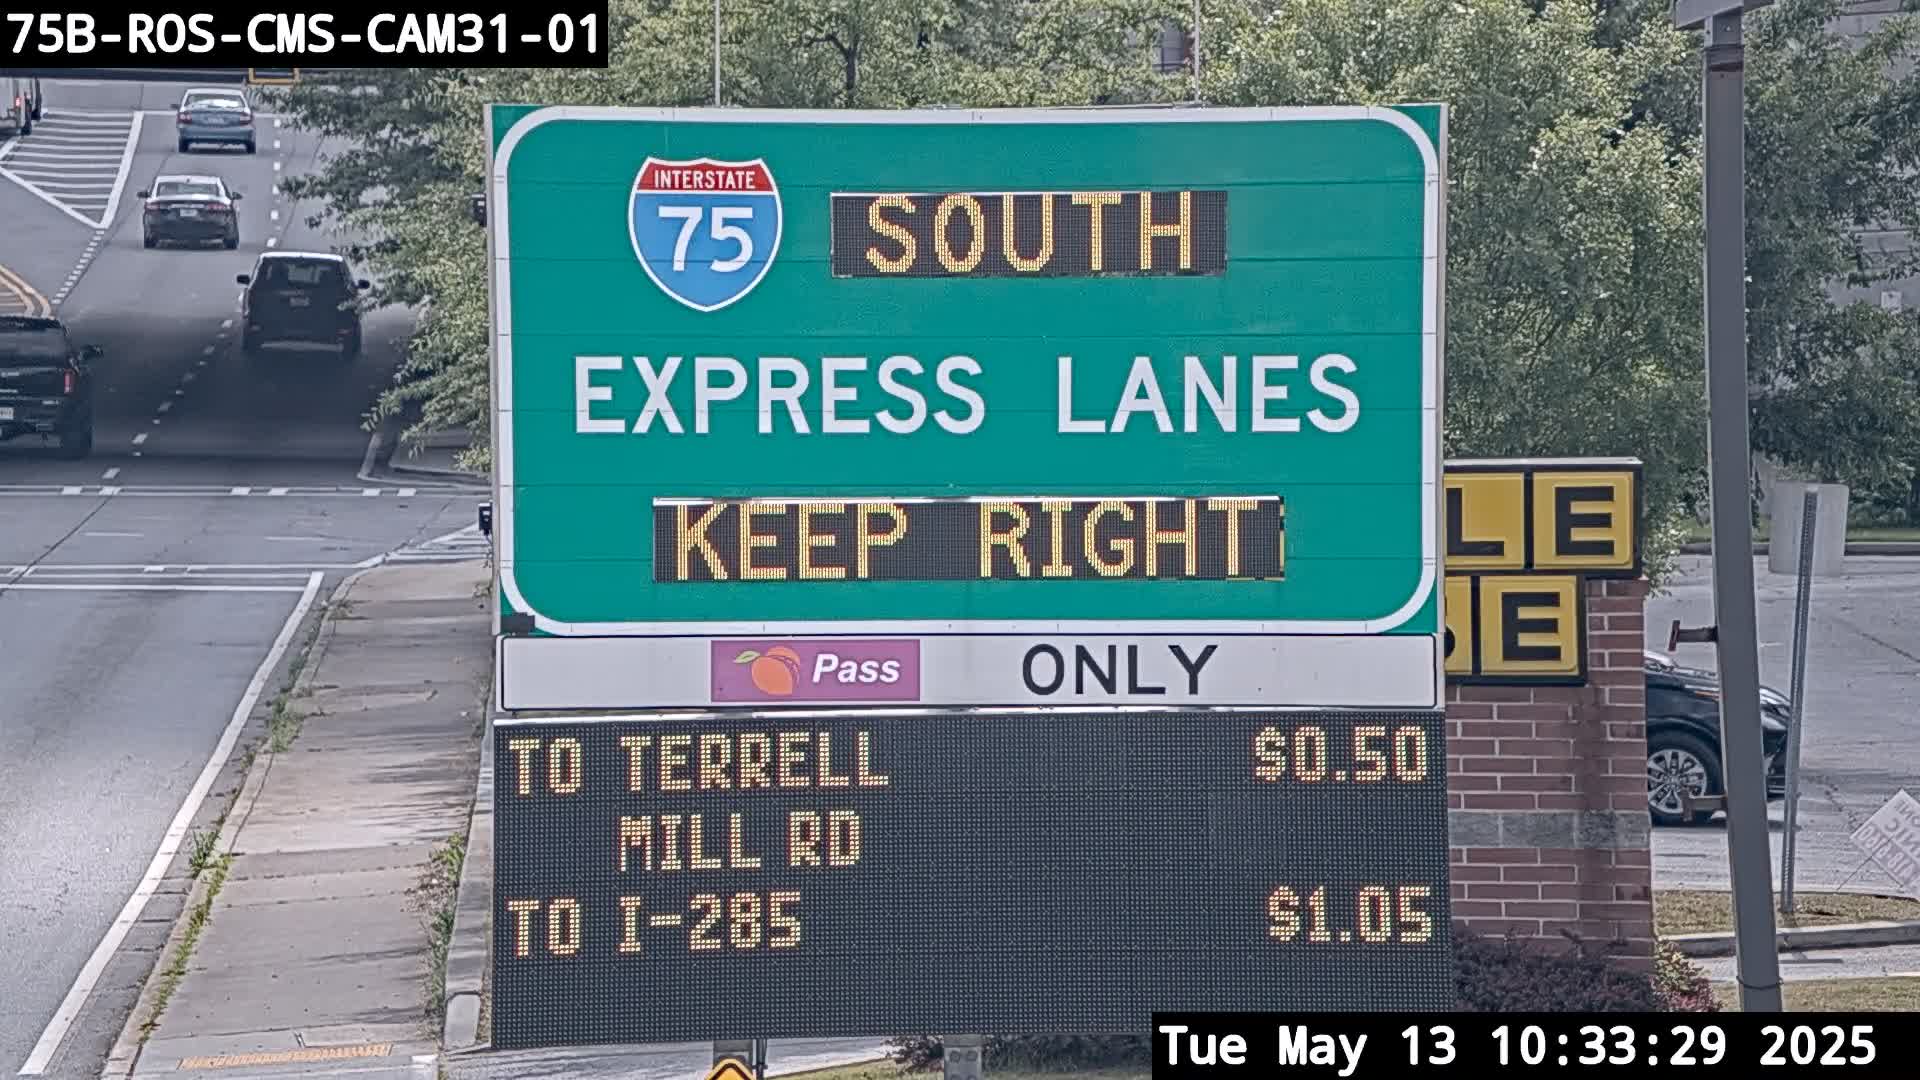 75B-ROS-CMS-CAM31-01
INTERSTATE
75
SOUTH
EXPRESS LANES
KEEP RIGHT
Pass ONLY
TO TERRELL $0.50
MILL RD
TO I-285 $1.05
LE
E
Tue May 13 10:33:29 2025